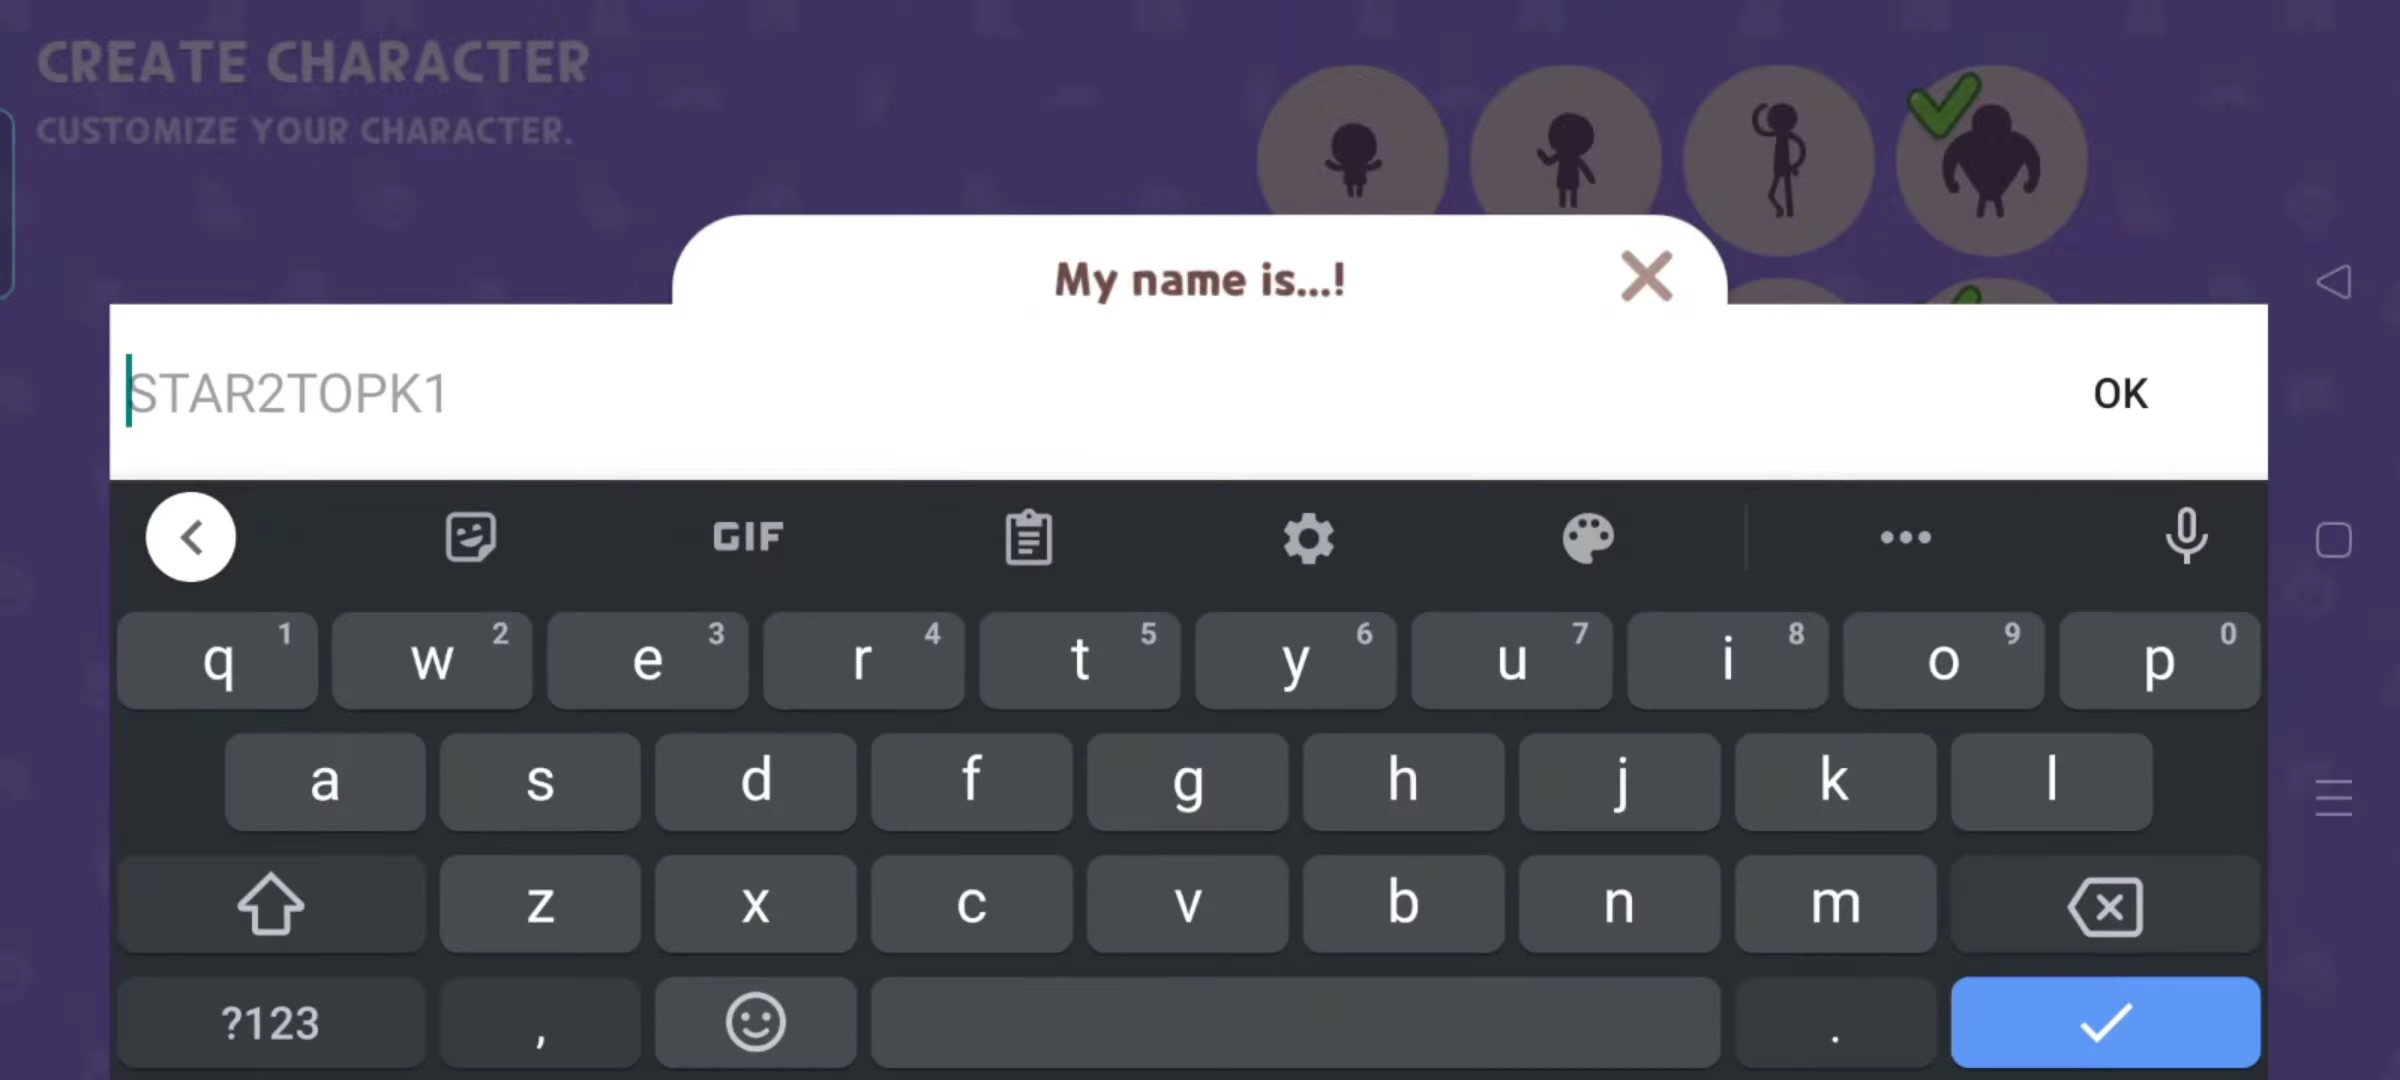 CREATE CHARACTER
CUSTOMIZE YOUR CHARACTER.
My name is...!
STAR2TOPK1
OK
GIF
q 1 w 2 e 3 r 4 t 5 y 6 u 7 i 8 o 9 p 0
a s d f g h j k l
z x c v b n m
?123 , .